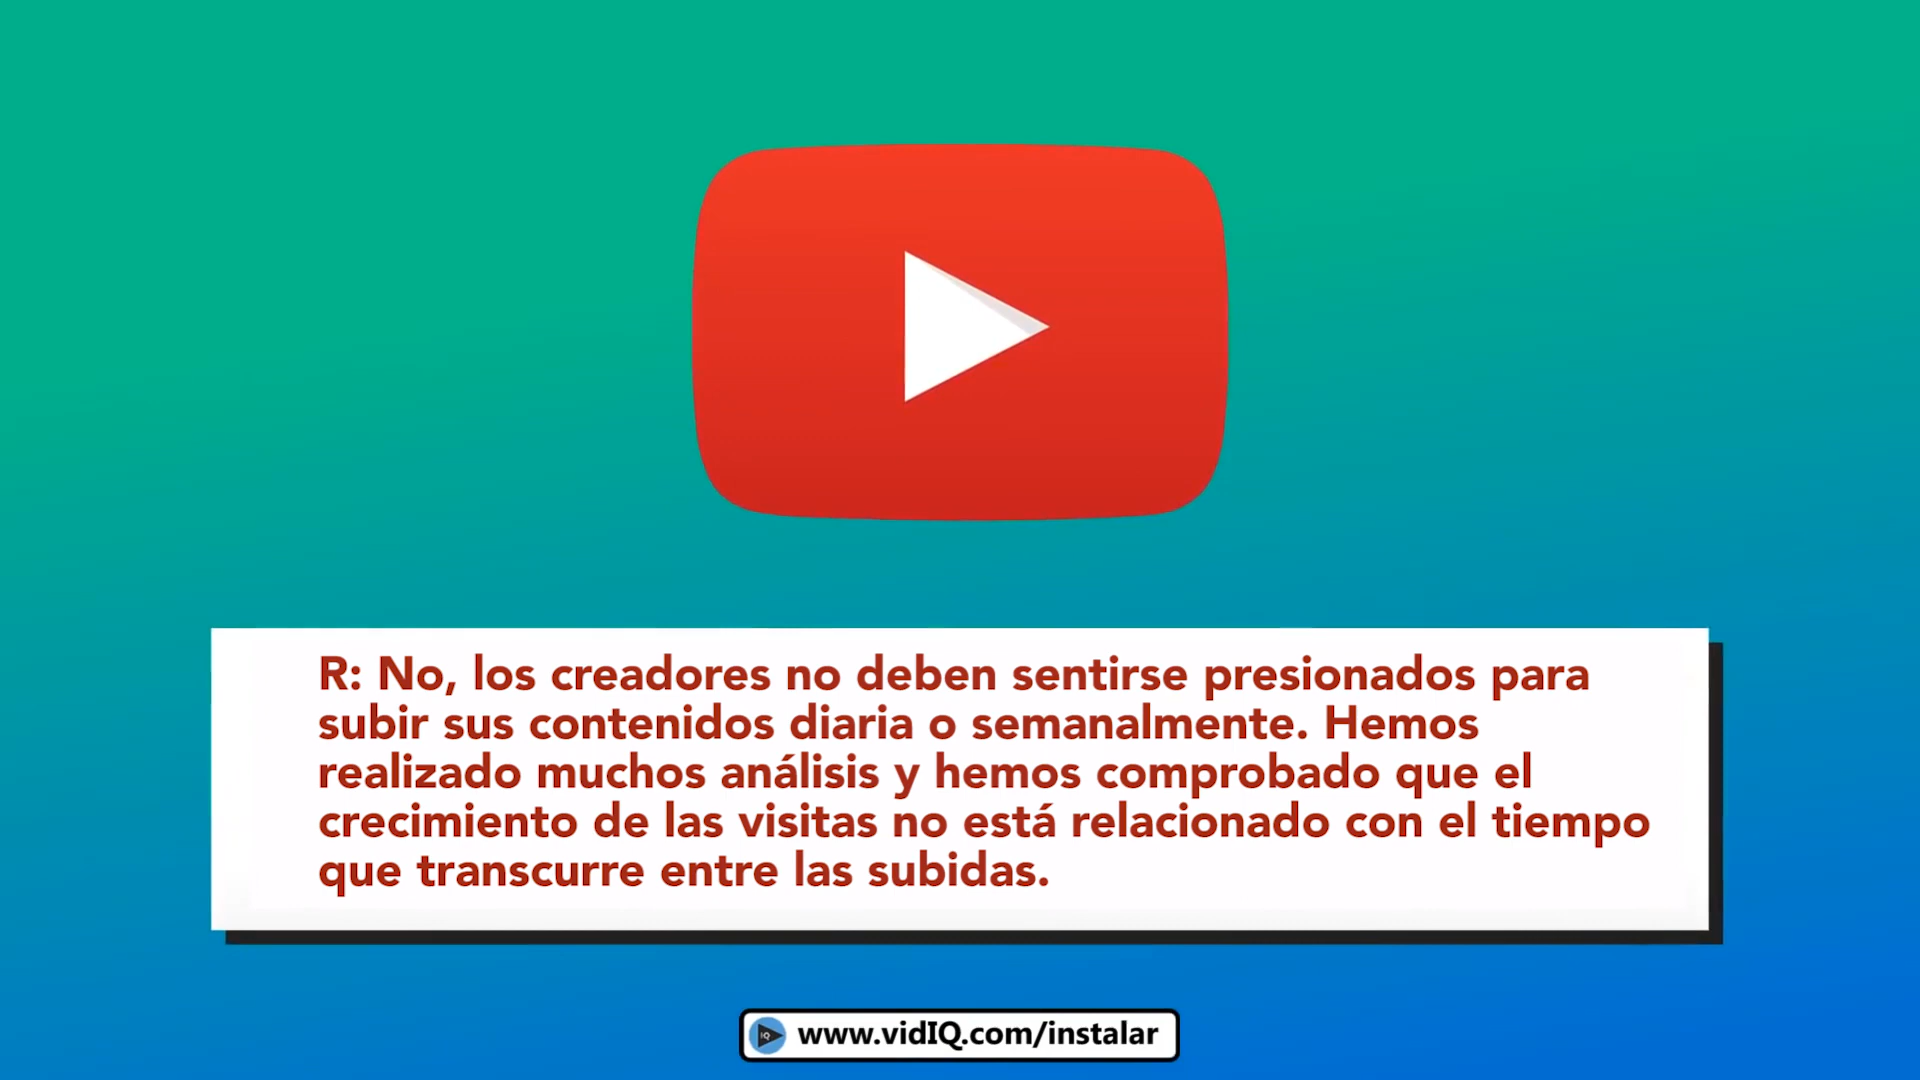 R: No, los creadores no deben sentirse presionados para
subir sus contenidos diaria o semanalmente. Hemos
realizado muchos análisis y hemos comprobado que el
crecimiento de las visitas no está relacionado con el tiempo
que transcurre entre las subidas.
IQ www.vidIQ.com/instalar